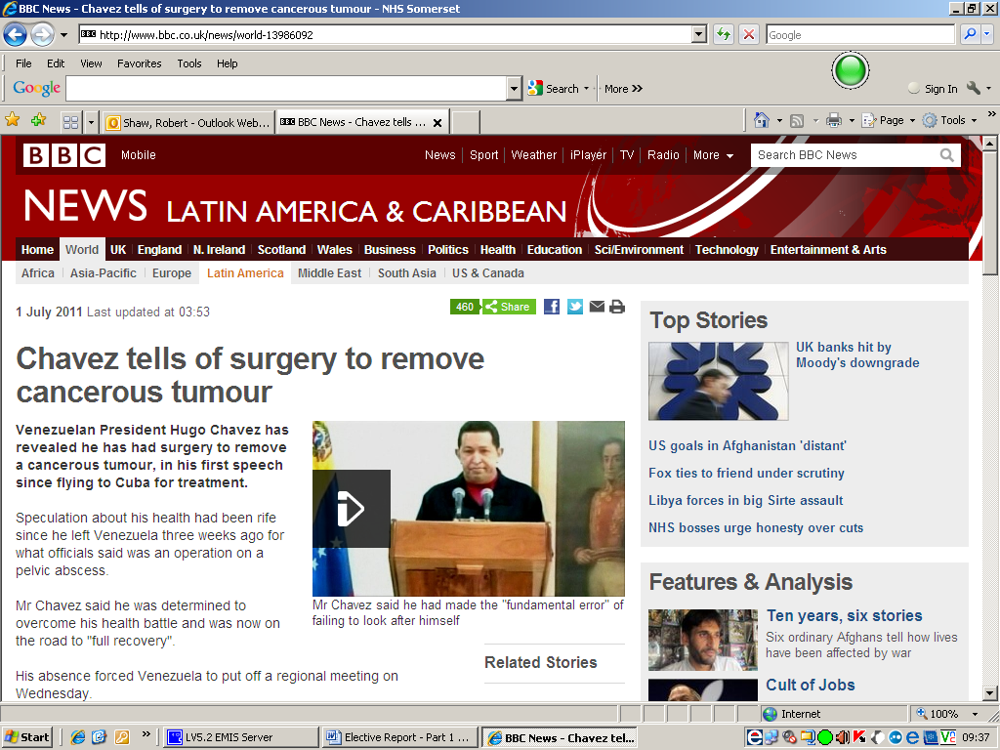 BBC News - Chavez tells of surgery to remove cancerous tumour - NHS Somerset
BBC http://www.bbc.co.uk/news/world-13986092
Google
File Edit View Favorites Tools Help
Google Search More >> Sign In
Shaw, Robert - Outlook Web...
BBC BBC News - Chavez tells ...
Page Tools >>
BBC Mobile News Sport Weather iPlayer TV Radio More Search BBC News
NEWS LATIN AMERICA & CARIBBEAN
Home World UK England N. Ireland Scotland Wales Business Politics Health Education Sci/Environment Technology Entertainment & Arts
Africa Asia-Pacific Europe Latin America Middle East South Asia US & Canada
1 July 2011 Last updated at 03:53
460 Share
Chavez tells of surgery to remove
cancerous tumour
Venezuelan President Hugo Chavez has
revealed he has had surgery to remove
a cancerous tumour, in his first speech
since flying to Cuba for treatment.
Speculation about his health had been rife
since he left Venezuela three weeks ago for
what officials said was an operation on a
pelvic abscess.
Mr Chavez said he was determined to
overcome his health battle and was now on
the road to "full recovery".
His absence forced Venezuela to put off a regional meeting on
Wednesday.
Mr Chavez said he had made the "fundamental error" of
failing to look after himself
Related Stories
Top Stories
UK banks hit by
Moody's downgrade
US goals in Afghanistan 'distant'
Fox ties to friend under scrutiny
Libya forces in big Sirte assault
NHS bosses urge honesty over cuts
Features & Analysis
Ten years, six stories
Six ordinary Afghans tell how lives
have been affected by war
Cult of Jobs
Internet 100%
Start >> LV5.2 EMIS Server Elective Report - Part 1 ... BBC News - Chavez tel... 09:37